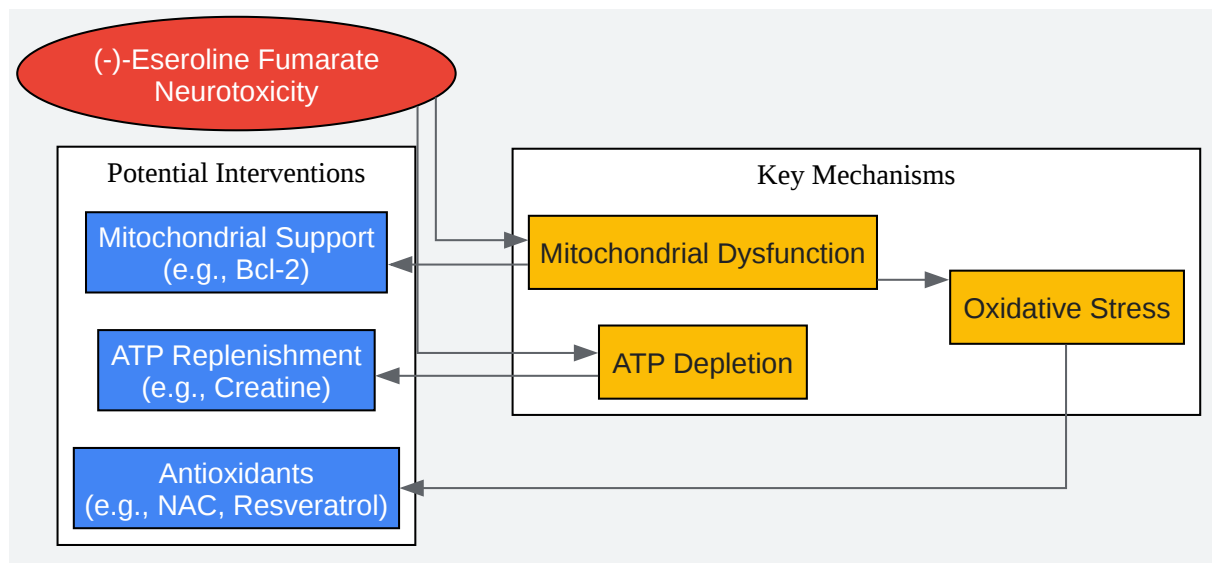 (-)-Eseroline Fumarate
Neurotoxicity
Potential Interventions
Mitochondrial Support
(e.g., Bcl-2)
ATP Replenishment
(e.g., Creatine)
Antioxidants
(e.g., NAC, Resveratrol)
Key Mechanisms
Mitochondrial Dysfunction
Oxidative Stress
ATP Depletion